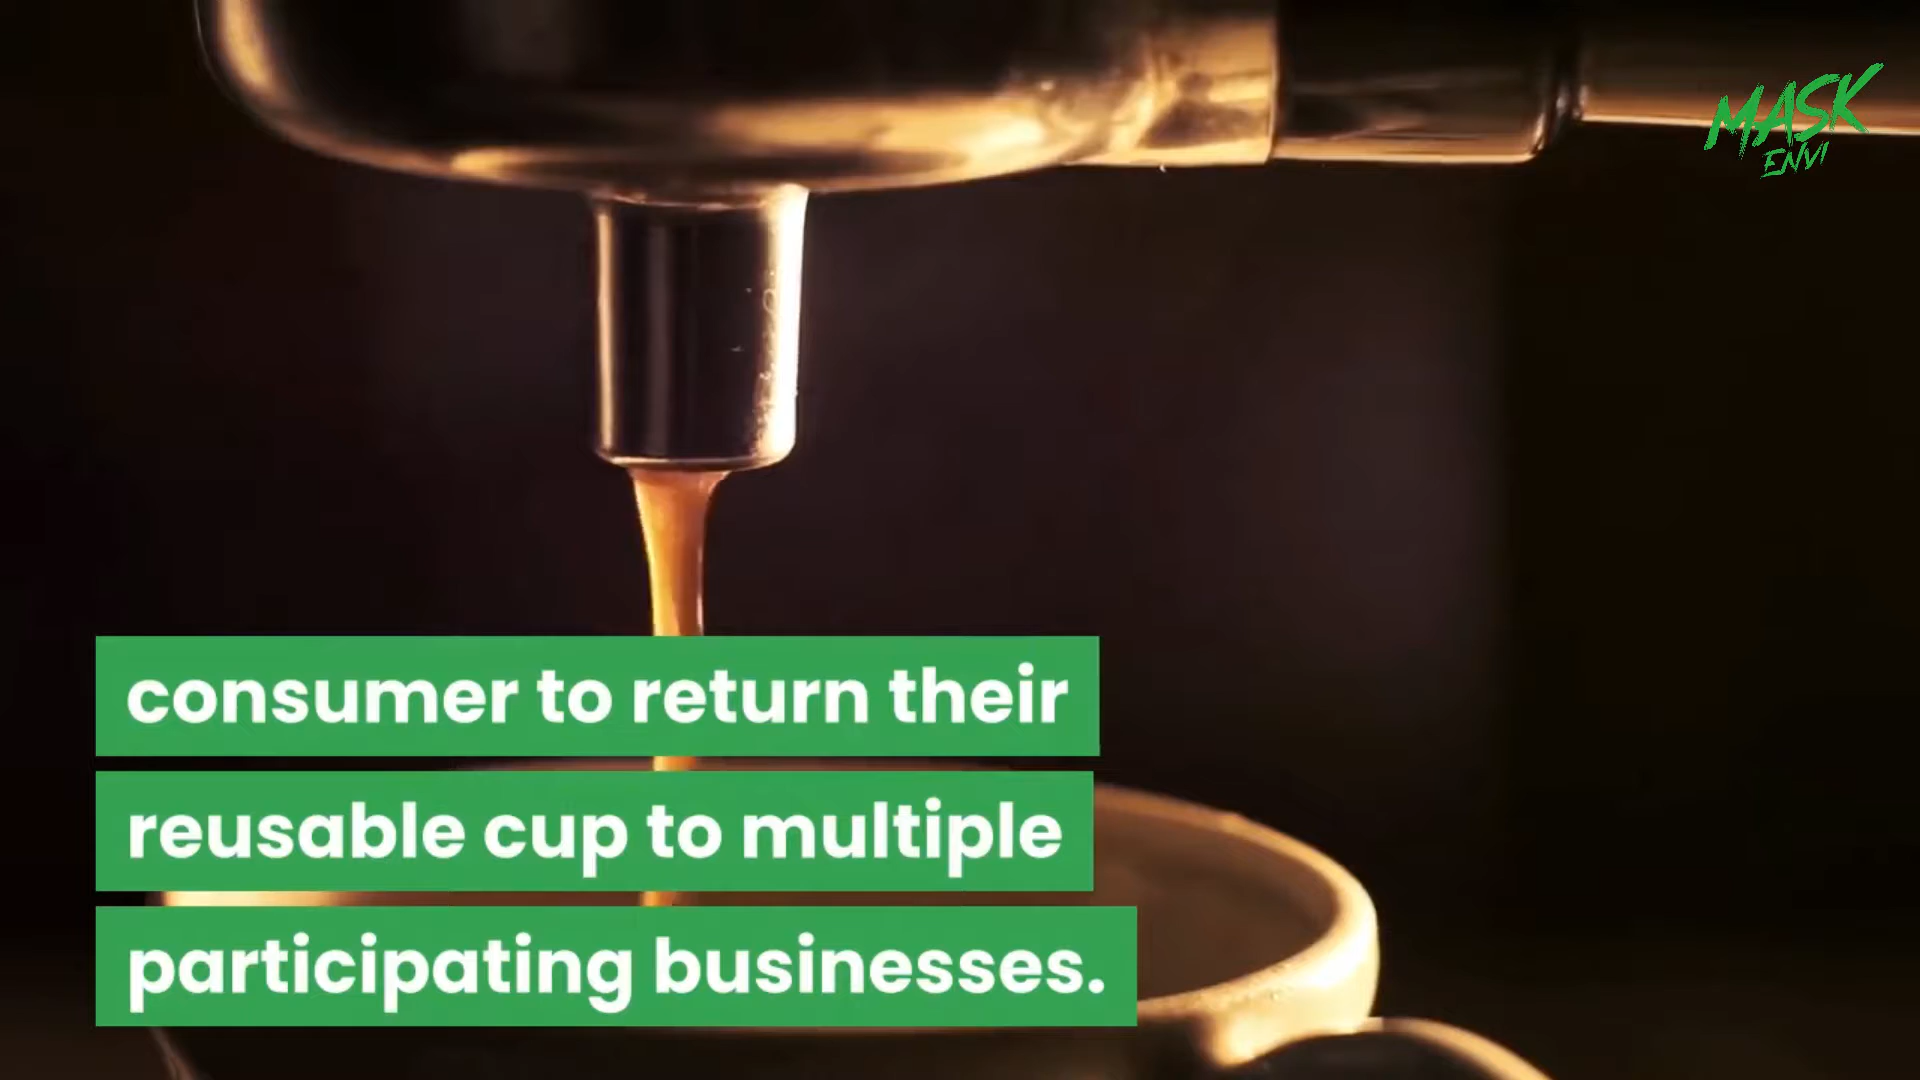 MASK
ENVI
consumer to return their
reusable cup to multiple
participating businesses.